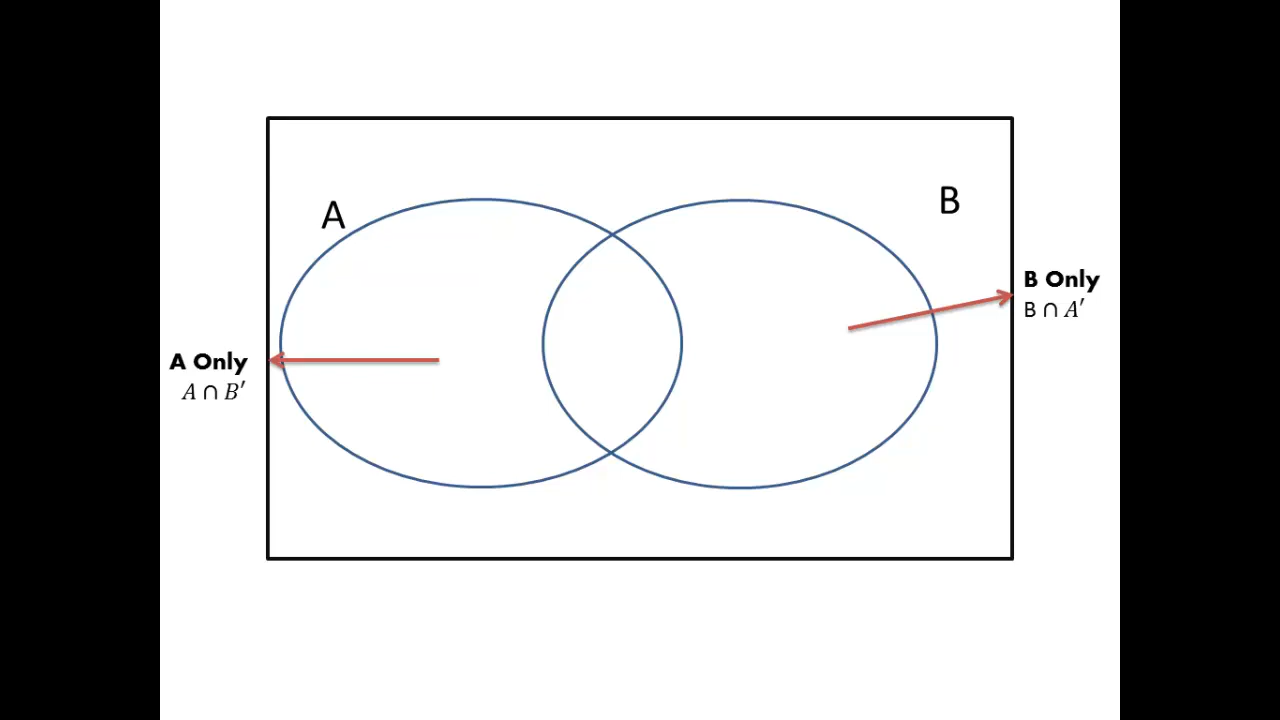 A
B
B Only
B ∩ A′
A Only
A ∩ B′